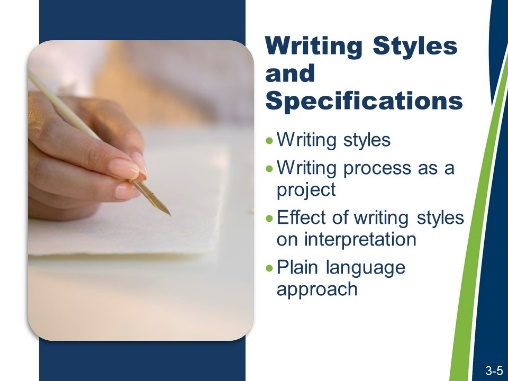 Writing Styles
and
Specifications
•Writing styles
•Writing process as a
project
•Effect of writing styles
on interpretation
•Plain language
approach
3-5